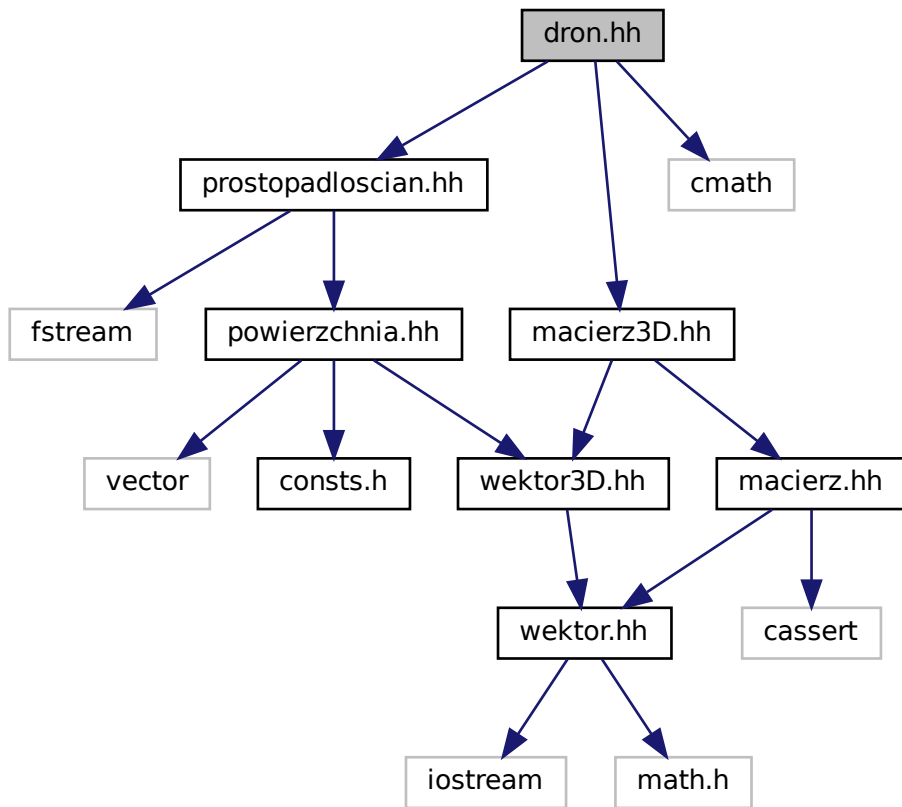 dron.hh
prostopadloscian.hh
cmath
fstream
powierzchnia.hh
macierz3D.hh
vector
consts.h
wektor3D.hh
macierz.hh
wektor.hh
cassert
iostream
math.h